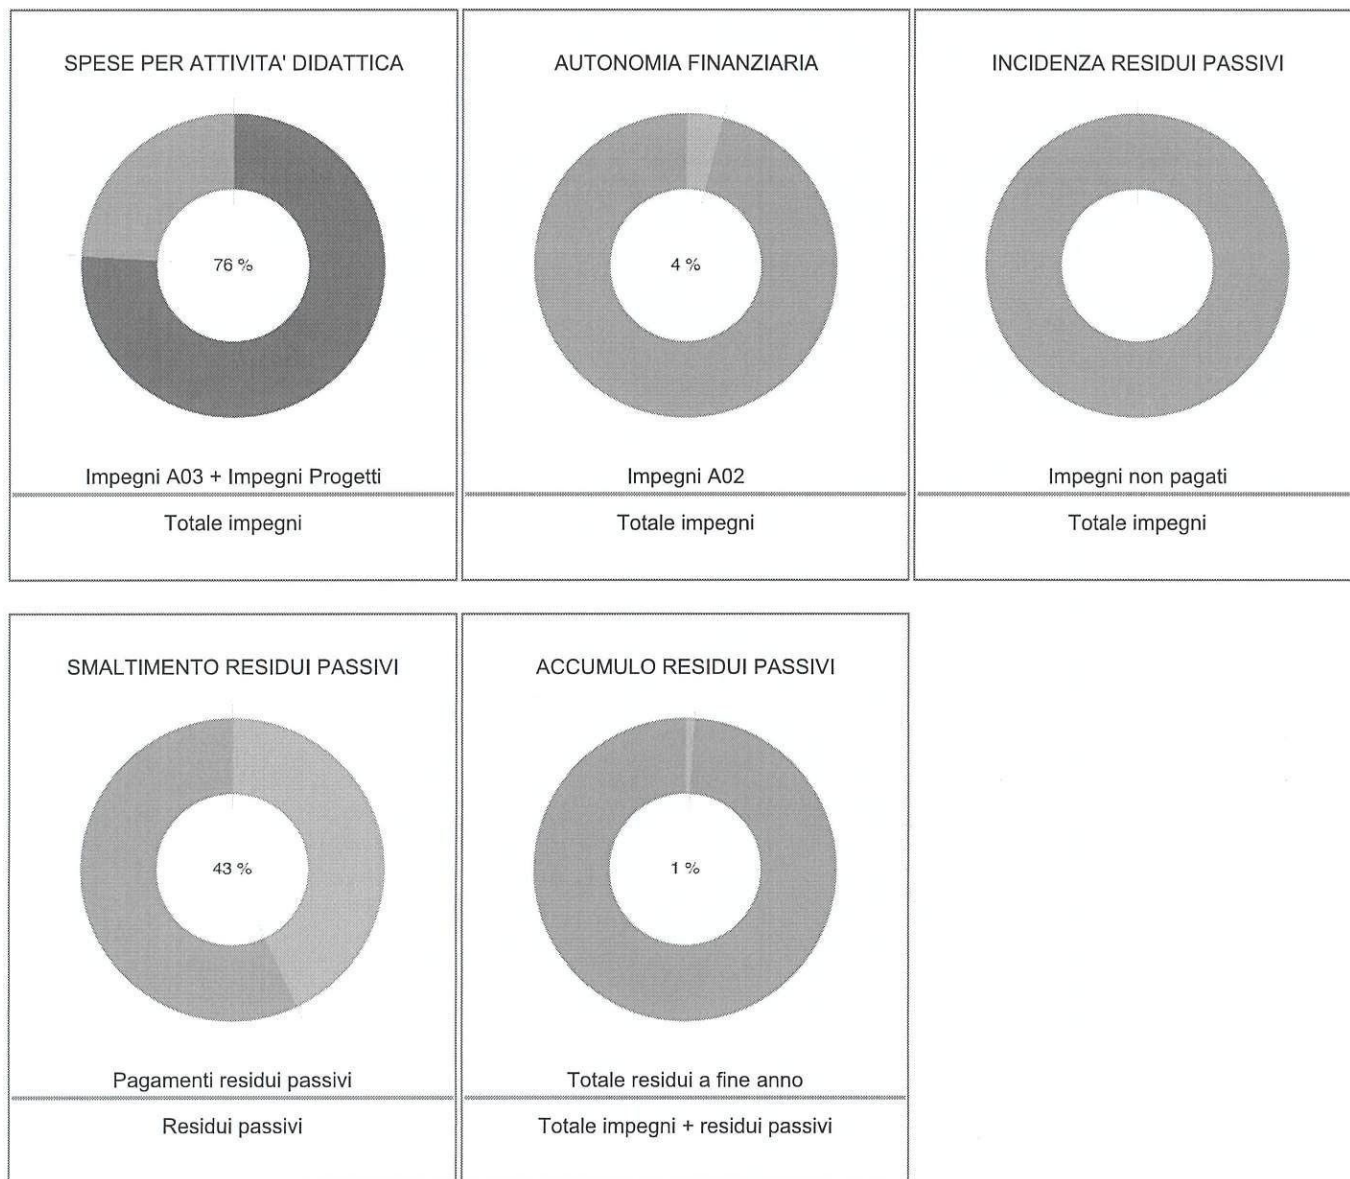 SPESE PER ATTIVITA' DIDATTICA
76 %
Impegni A03 + Impegni Progetti
Totale impegni
AUTONOMIA FINANZIARIA
4 %
Impegni A02
Totale impegni
INCIDENZA RESIDUI PASSIVI
Impegni non pagati
Totale impegni
SMALTIMENTO RESIDUI PASSIVI
43 %
Pagamenti residui passivi
Residui passivi
ACCUMULO RESIDUI PASSIVI
1 %
Totale residui a fine anno
Totale impegni + residui passivi